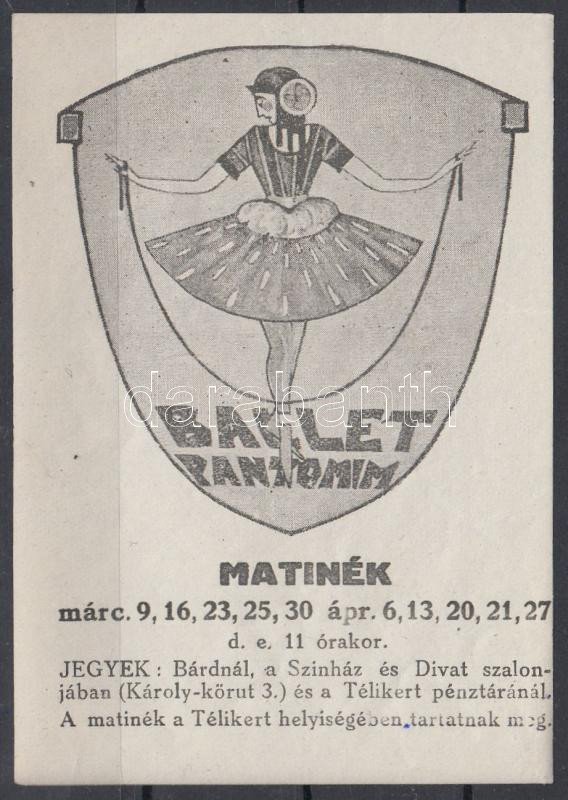 BALLET
PANTOMIM
darabanth
MATINÉK
márc. 9, 16, 23, 25, 30 ápr. 6, 13, 20, 21, 27
d. e. 11 órakor.
JEGYEK : Bárdnál, a Szinház és Divat szalon-
jában (Károly-körut 3.) és a Télikert pénztáránál.
A matinék a Télikert helyiségében tartatnak meg.